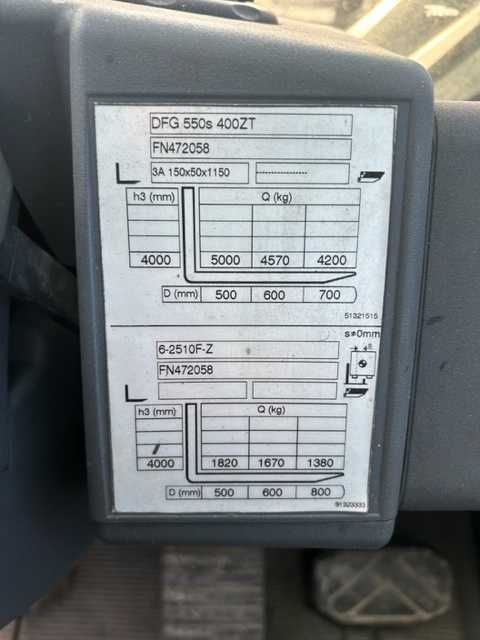 DFG 550s 400ZT
FN472058
3A 150x50x1150 --------------------
h3 (mm) Q (kg)
4000 5000 4570 4200
D (mm) 500 600 700
51321515
s≠0mm
6-2510F-Z
s
FN472058
h3 (mm) Q (kg)
4000 1820 1670 1380
D (mm) 500 600 800